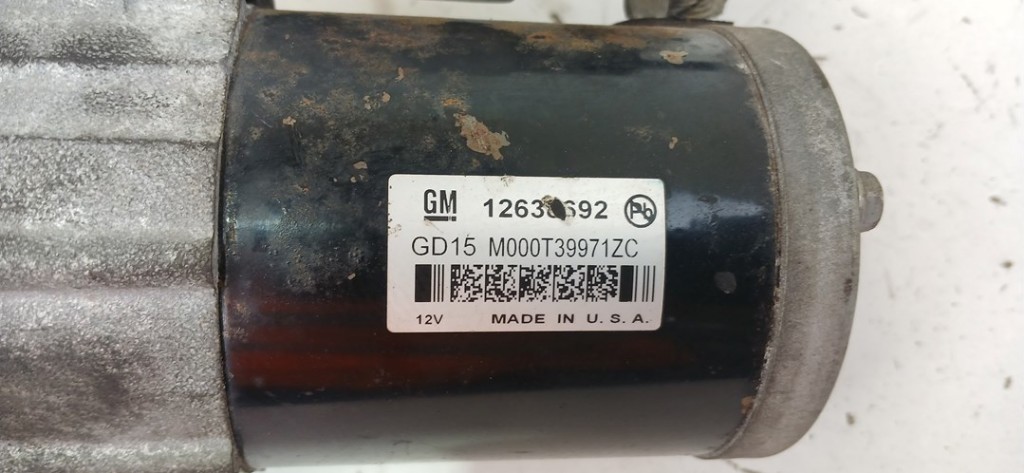 GM
GD15 M000T39971ZC
12V MADE IN U.S.A.
Pb